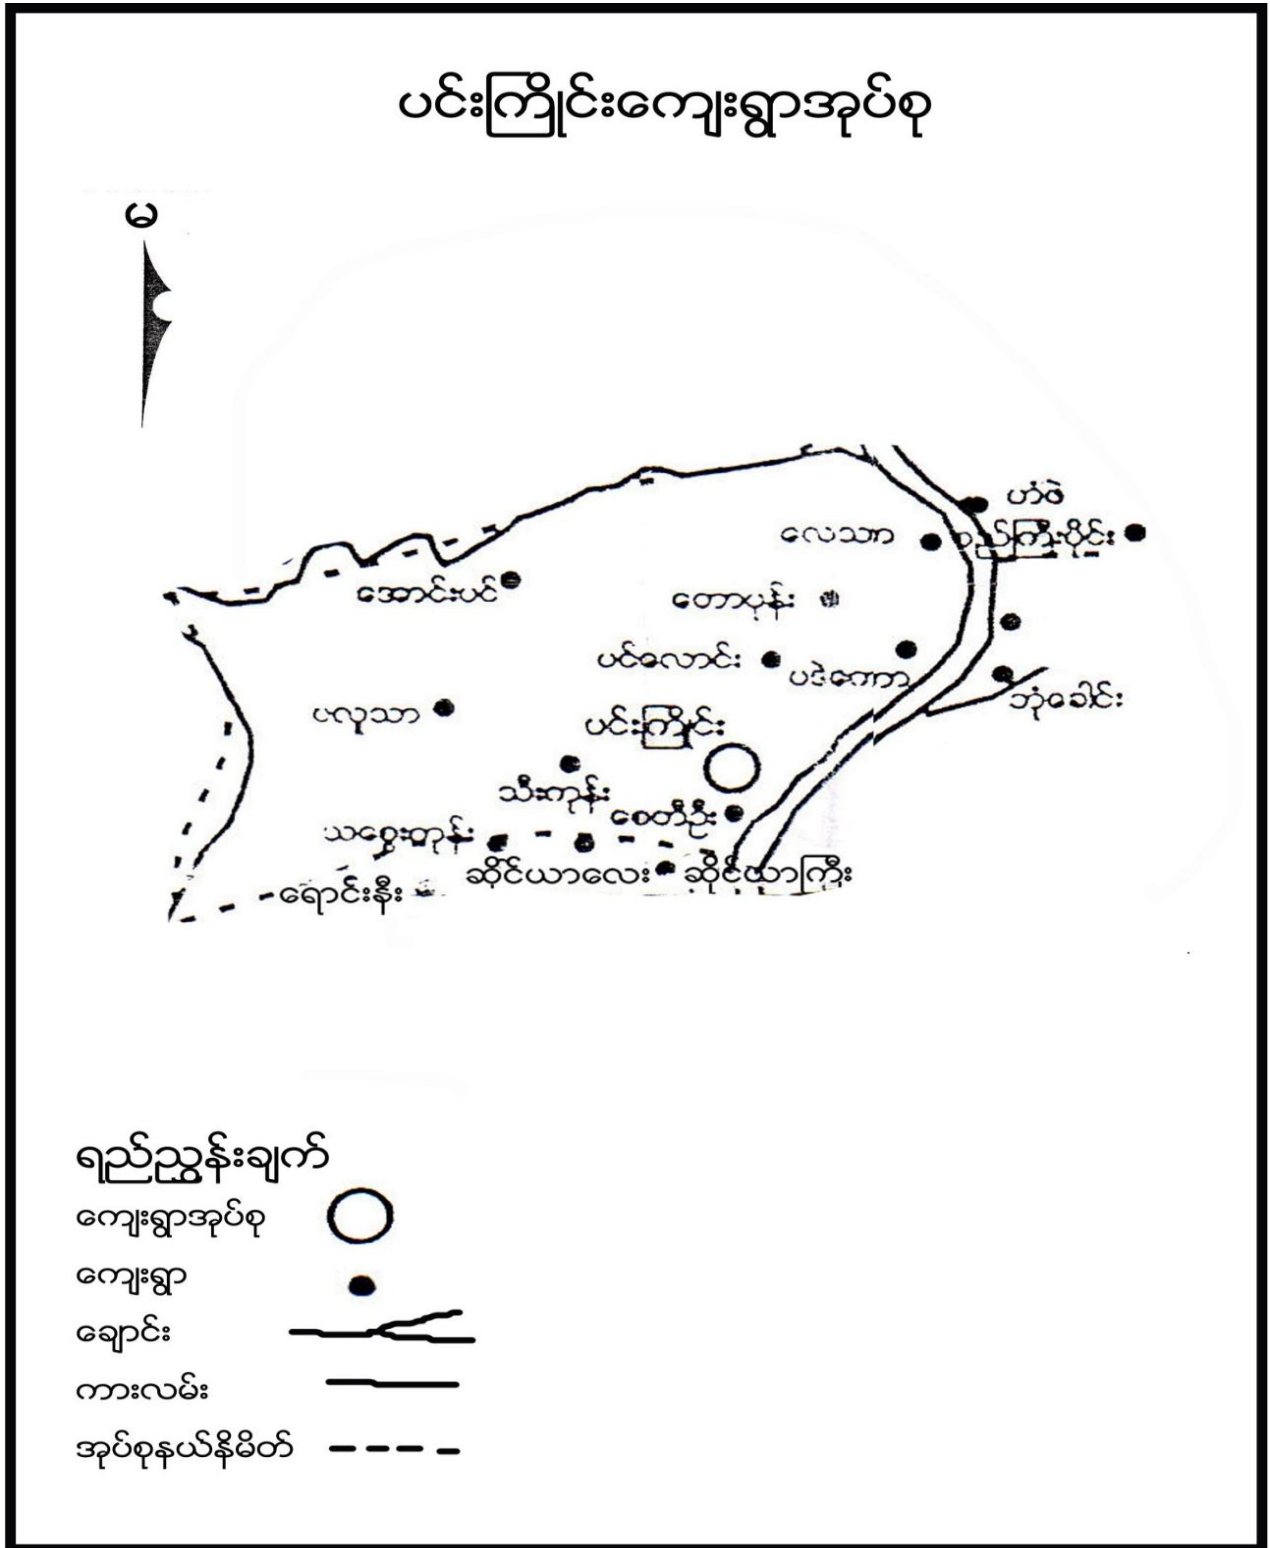 ပင်းကြိုင်းကျေးရွာအုပ်စု
မ
ဟံဖဲ
လေသာ
စည်ကြီးပိုင်း
အောင်းပင်
တောပုန်း
ပင်လောင်း
ပဒဲကော
ဘုံခေါင်း
ပလူသာ
ပင်းကြိုင်း
သီးကုန်း
စေတီဦး
သစွေးတုန်း
ဆိုင်ယာလေး
ဆိုင်ယာကြီး
ရောင်းနီး
ရည်ညွှန်းချက်
ကျေးရွာအုပ်စု
ကျေးရွာ
ချောင်း
ကားလမ်း
အုပ်စုနယ်နိမိတ်